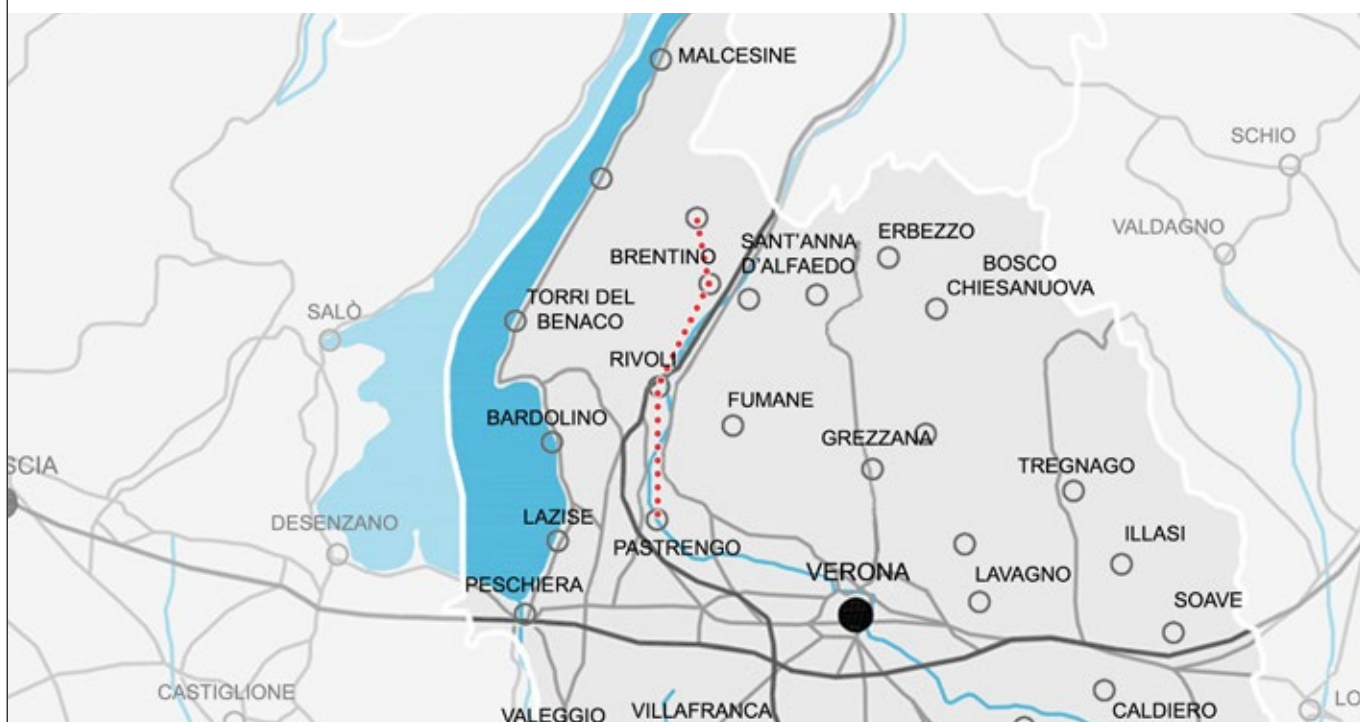 MALCESINE
SCHIO
VALDAGNO
ERBEZZO
SANT'ANNA
D'ALFAEDO
BRENTINO
BOSCO
CHIESANUOVA
TORRI DEL
BENACO
SALÒ
RIVOLI
FUMANE
BARDOLINO
GREZZANA
TREGNAGO
SCIA
DESENZANO
LAZISE
PASTRENGO
ILLASI
VERONA
LAVAGNO
PESCHIERA
SOAVE
CASTIGLIONE
LO
VALEGGIO
VILLAFRANCA
CALDIERO